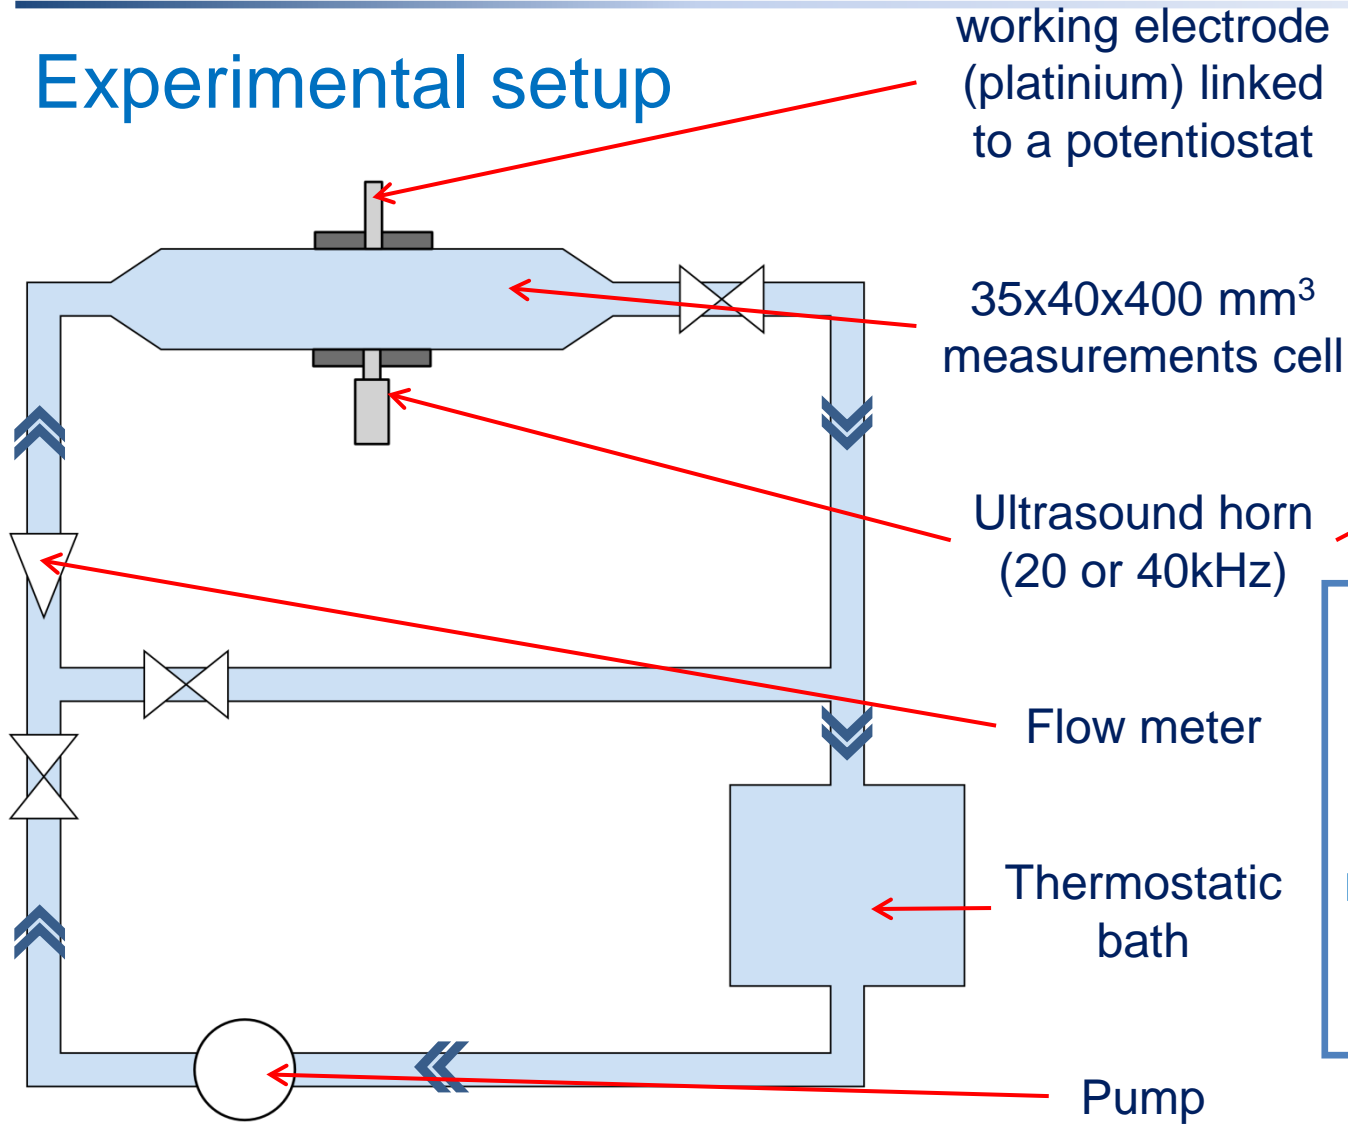 working electrode
Experimental setup
(platinium) linked
to a potentiostat
35x40x400 mm³
measurements cell
Ultrasound horn
(20 or 40kHz)
Flow meter
Thermostatic
bath
Pump